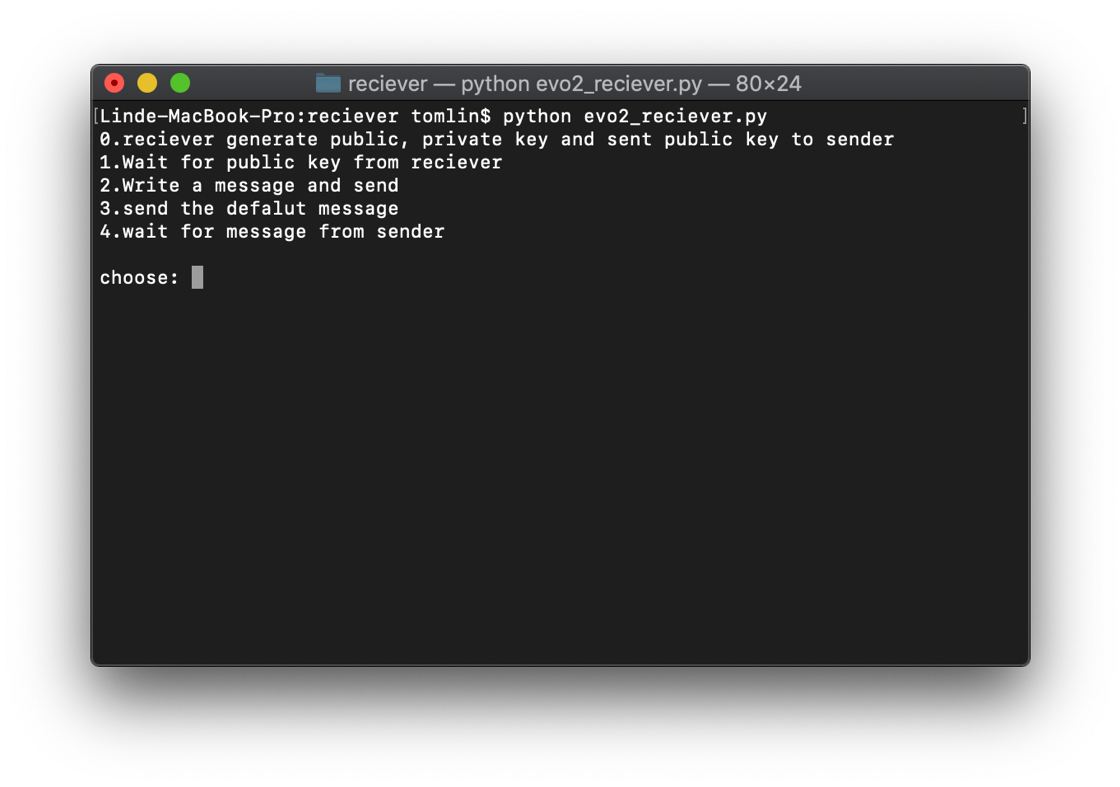 reciever — python evo2_reciever.py — 80×24
[Linde-MacBook-Pro:reciever tomlin$ python evo2_reciever.py ]
0.reciever generate public, private key and sent public key to sender
1.Wait for public key from reciever
2.Write a message and send
3.send the defalut message
4.wait for message from sender
choose: